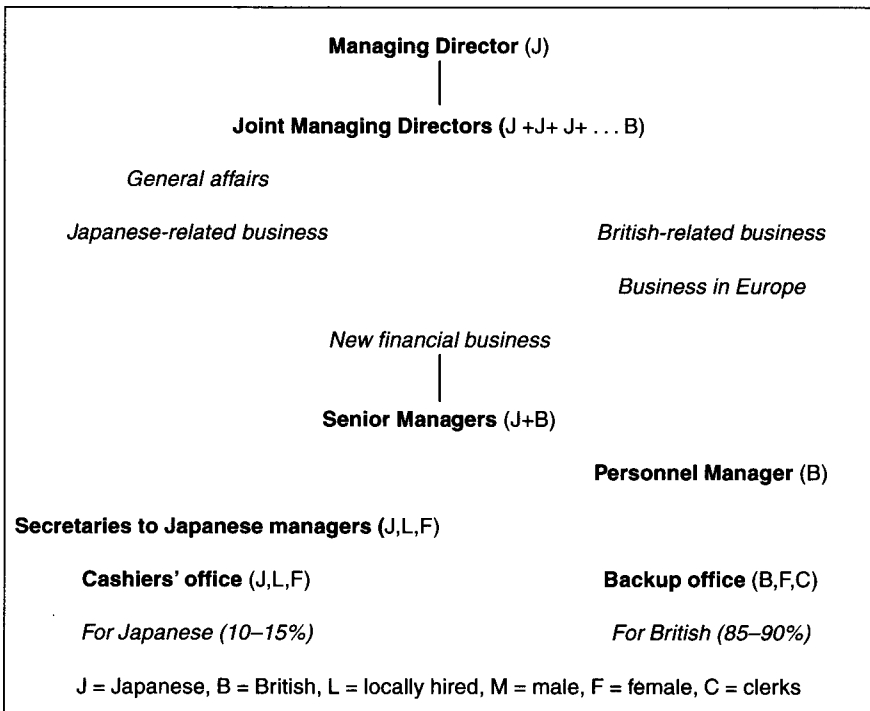 Managing Director (J)
Joint Managing Directors (J +J+ J+ . . . B)
General affairs
Japanese-related business British-related business
Business in Europe
New financial business
Senior Managers (J+B)
Personnel Manager (B)
Secretaries to Japanese managers (J,L,F)
Cashiers' office (J,L,F) Backup office (B,F,C)
For Japanese (10–15%) For British (85–90%)
J = Japanese, B = British, L = locally hired, M = male, F = female, C = clerks